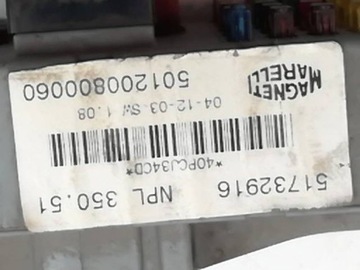 51732916 NPL 350.51
*40PCJ34CD*
04-12-03 SW 1.08
501200800060
MAGNETI
MARELLI